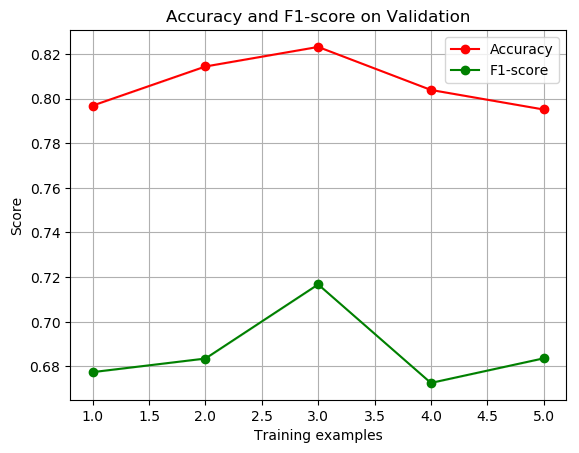 Accuracy and F1-score on Validation
Accuracy
F1-score
0.82
0.80
0.78
0.76
0.74
0.72
0.70
0.68
Score
1.0 1.5 2.0 2.5 3.0 3.5 4.0 4.5 5.0
Training examples